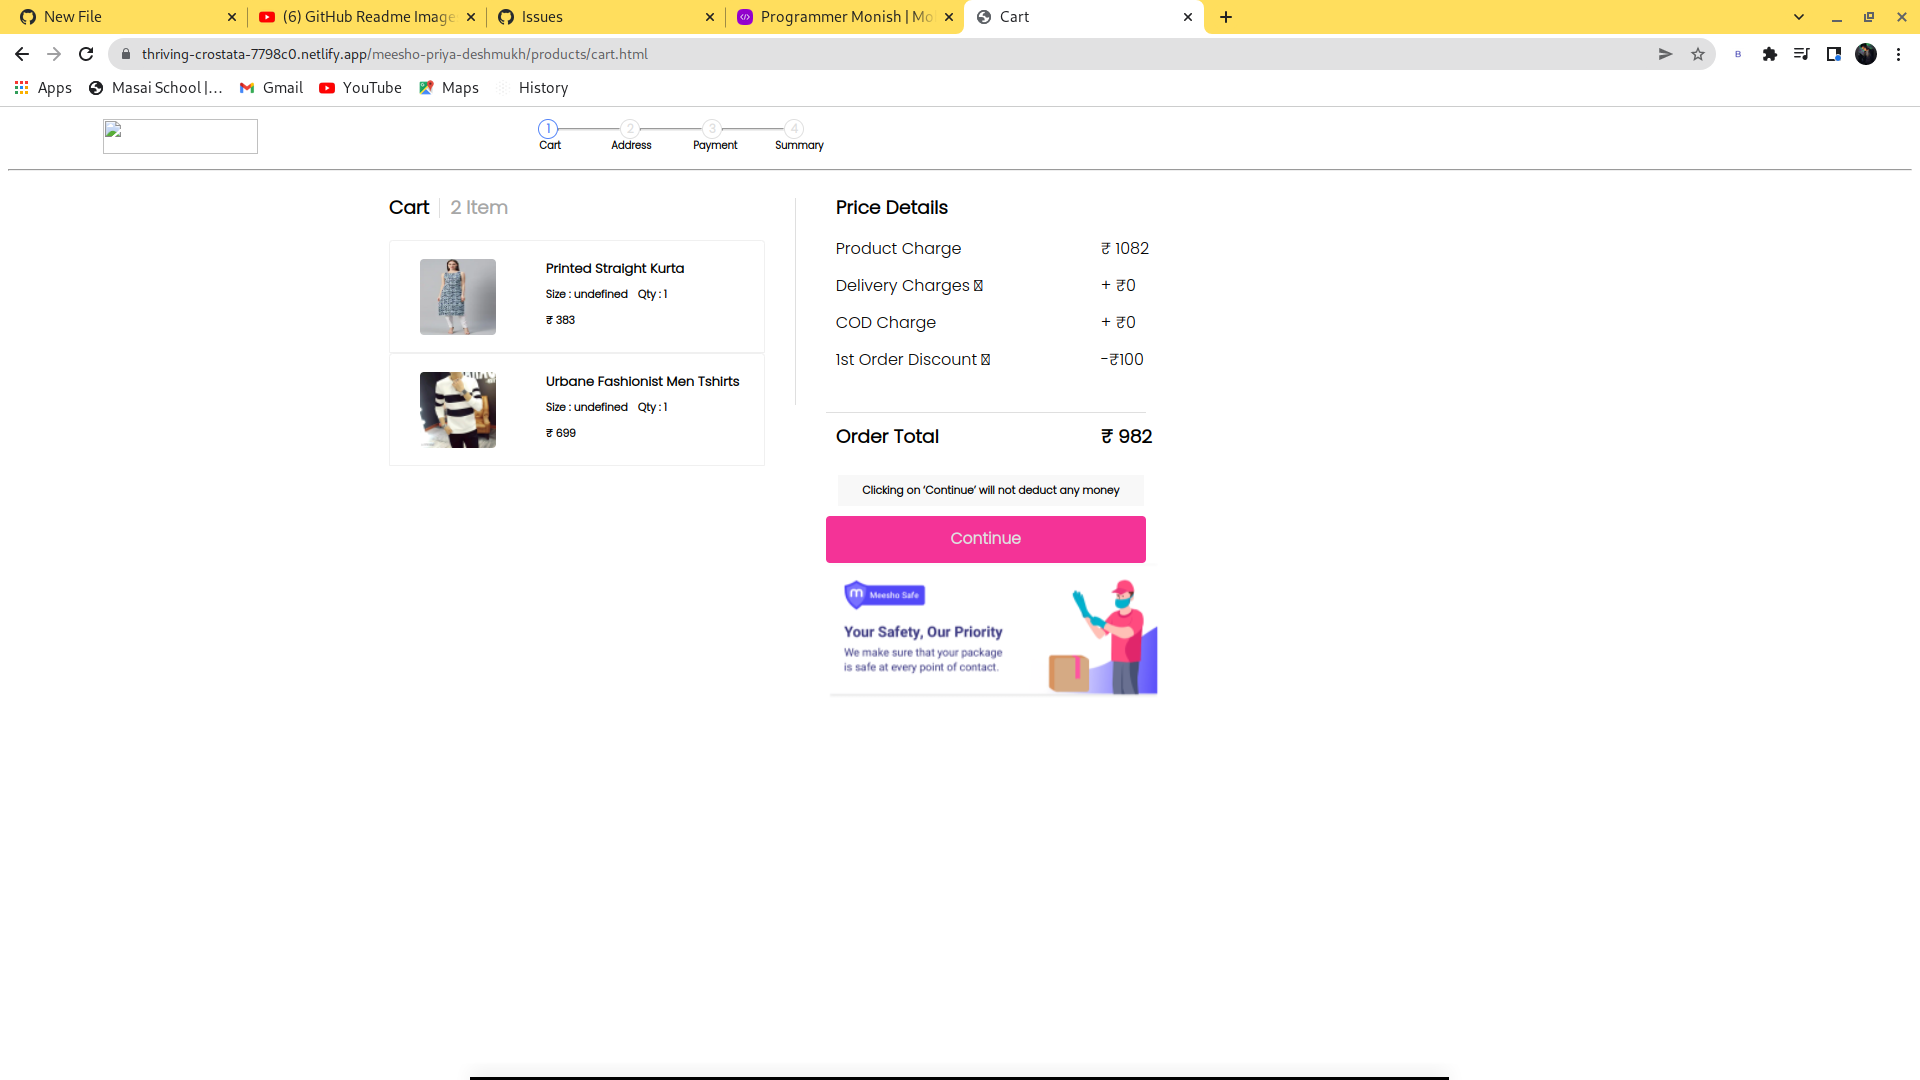 New File
(6) GitHub Readme Image
Issues
Programmer Monish | Mo
Cart
thriving-crostata-7798c0.netlify.app/meesho-priya-deshmukh/products/cart.html
B
Apps
Masai School |...
Gmail
YouTube
Maps
History
1 2 3 4
Cart Address Payment Summary
Cart 2 Item
Printed Straight Kurta
Size : undefined Qty : 1
₹ 383
Urbane Fashionist Men Tshirts
Size : undefined Qty : 1
₹ 699
Price Details
Product Charge ₹ 1082
Delivery Charges + ₹0
COD Charge + ₹0
1st Order Discount -₹100
Order Total ₹ 982
Clicking on ‘Continue’ will not deduct any money
Continue
m Meesho Safe
Your Safety, Our Priority
We make sure that your package
is safe at every point of contact.